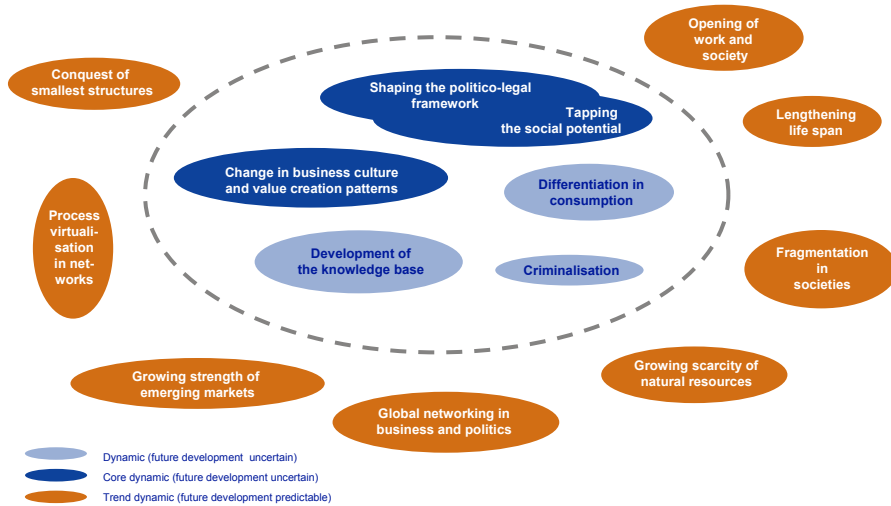 Opening of
work and
society
Conquest of
smallest structures
Shaping the politico-legal
framework
Tapping
the social potential
Lengthening
life span
Change in business culture
and value creation patterns
Differentiation in
consumption
Process
virtuali-
sation
in net-
works
Development of
the knowledge base
Criminalisation
Fragmentation
in
societies
Growing strength of
emerging markets
Growing scarcity of
natural resources
Global networking in
business and politics
Dynamic (future development uncertain)
Core dynamic (future development uncertain)
Trend dynamic (future development predictable)